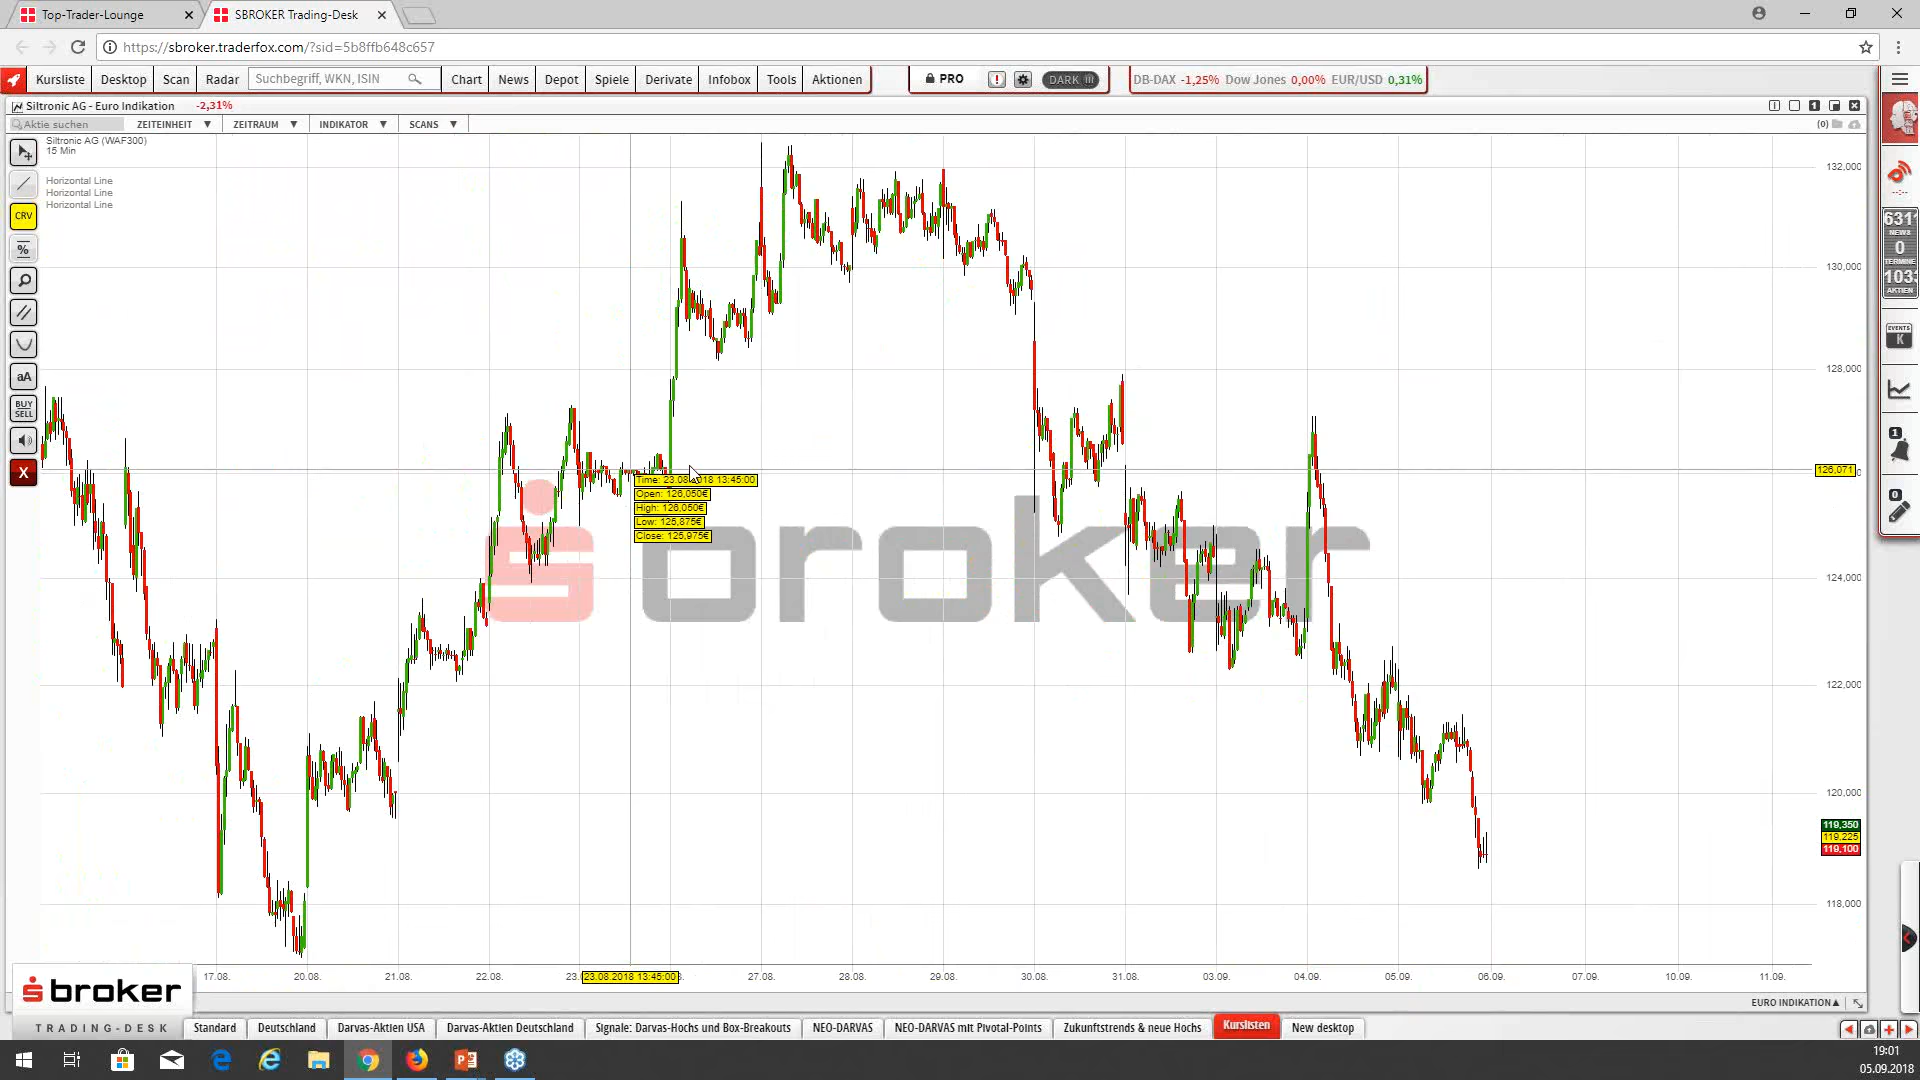 Top-Trader-Lounge
SBROKER Trading-Desk
https://sbroker.traderfox.com/?sid=5b8ffb648c657
Kursliste Desktop Scan Radar Suchbegriff, WKN, ISIN Chart News Depot Spiele Derivate Infobox Tools Aktionen PRO DARK DB-DAX -1,25% Dow Jones 0,00% EUR/USD 0,31%
Siltronic AG - Euro Indikation -2,31%
Aktie suchen ZEITEINHEIT ZEITRAUM INDIKATOR SCANS (0)
Siltronic AG (WAF300)
15 Min
Horizontal Line
Horizontal Line
Horizontal Line
CRV
%
aA
BUY
SELL
X
132,000
130,000
128,000
126,071
124,000
122,000
120,000
119,350
119,225
119,100
118,000
Time: 23.08.2018 13:45:00
Open: 126,050€
High: 126,050€
Low: 125,875€
Close: 125,975€
broker
NEWS
0
TERMINE
AKTIEN
EVENTS
K
1
0
17.08. 20.08. 21.08. 22.08. 23.08.2018 13:45:00 27.08. 28.08. 29.08. 30.08. 31.08. 03.09. 04.09. 05.09. 06.09. 07.09. 10.09. 11.09.
broker
TRADING-DESK
EURO INDIKATION
Standard Deutschland Darvas-Aktien USA Darvas-Aktien Deutschland Signale: Darvas-Hochs und Box-Breakouts NEO-DARVAS NEO-DARVAS mit Pivotal-Points Zukunftstrends & neue Hochs Kurslisten New desktop
19:01
05.09.2018